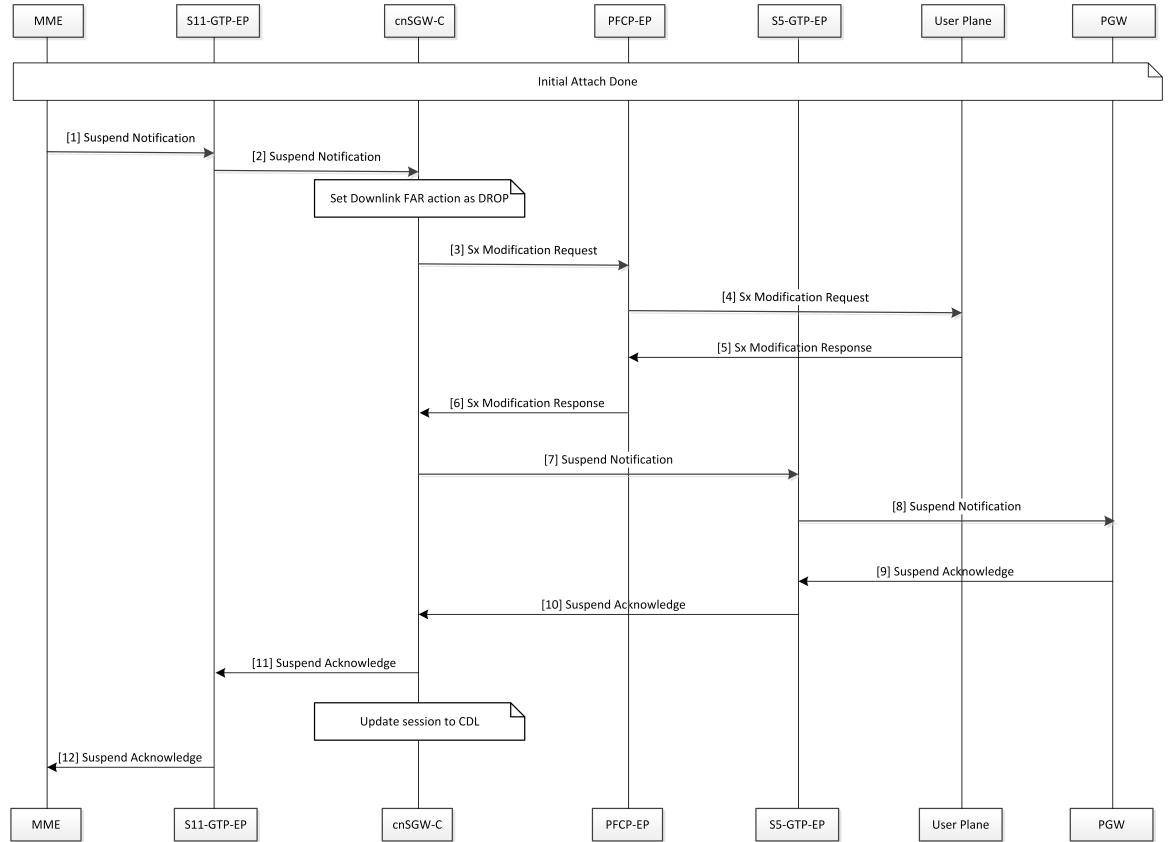 MME
S11-GTP-EP
cnSGW-C
PFCP-EP
S5-GTP-EP
User Plane
PGW
Initial Attach Done
[1] Suspend Notification
[2] Suspend Notification
Set Downlink FAR action as DROP
[3] Sx Modification Request
[4] Sx Modification Request
[5] Sx Modification Response
[6] Sx Modification Response
[7] Suspend Notification
[8] Suspend Notification
[9] Suspend Acknowledge
[10] Suspend Acknowledge
[11] Suspend Acknowledge
Update session to CDL
[12] Suspend Acknowledge
MME
S11-GTP-EP
cnSGW-C
PFCP-EP
S5-GTP-EP
User Plane
PGW